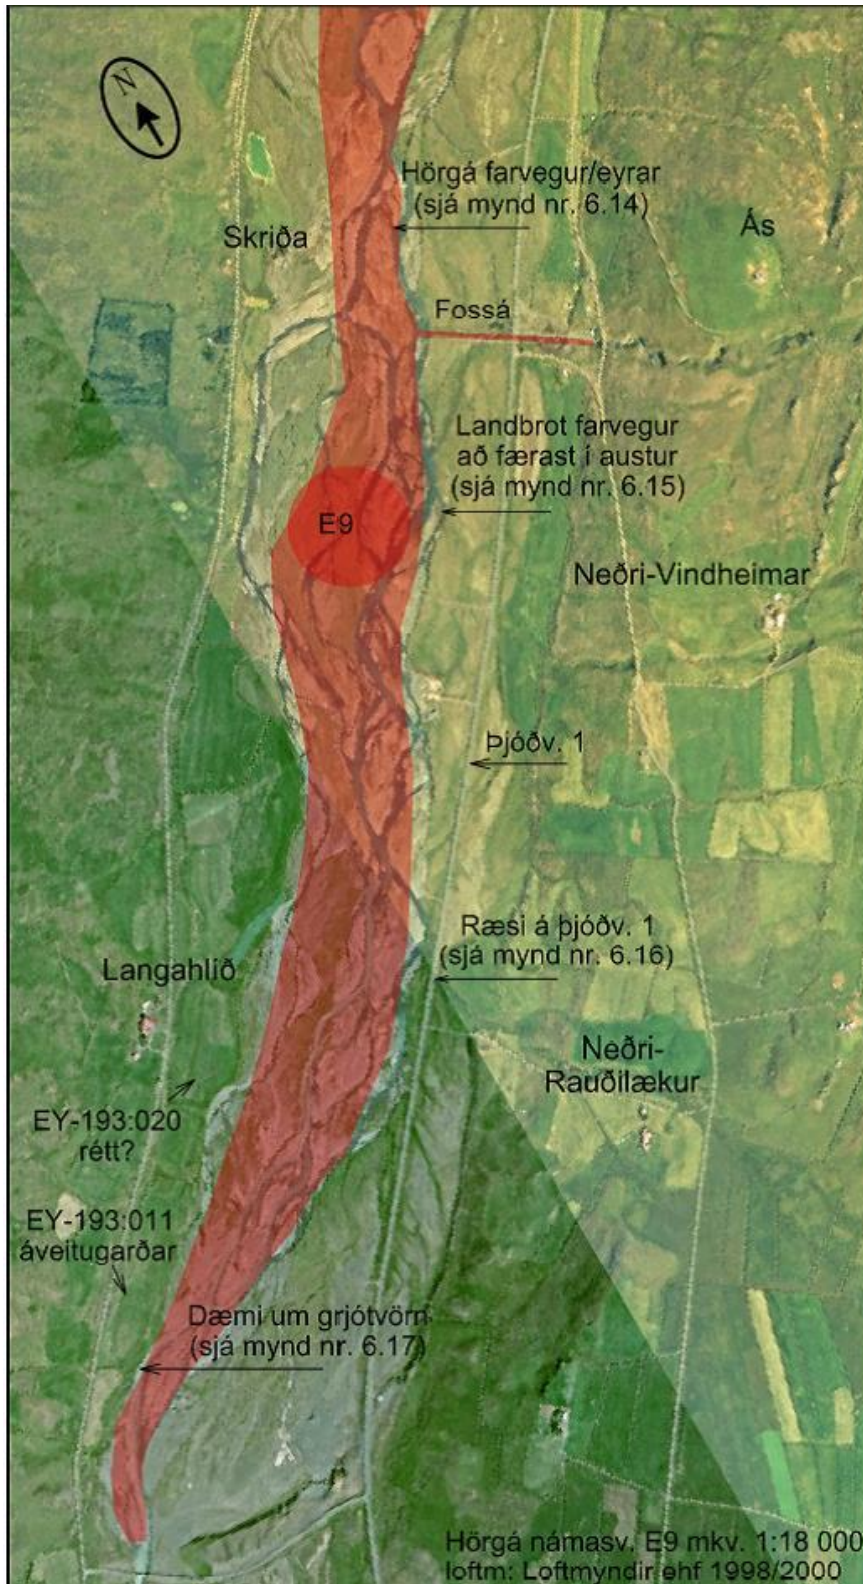 N
Hörgá farvegur/eyrar
(sjá mynd nr. 6.14)
Skriða
Ás
Fossá
Landbrot farvegur
að færast í austur
(sjá mynd nr. 6.15)
E9
Neðri-Vindheimar
Þjóðv. 1
Ræsi á þjóðv. 1
(sjá mynd nr. 6.16)
Langahlíð
Neðri-
Rauðilækur
EY-193:020
rétt?
EY-193:011
áveitugarðar
Dæmi um grjótvörn
(sjá mynd nr. 6.17)
Hörgá námasv. E9 mkv. 1:18 000
loftm: Loftmyndir ehf 1998/2000